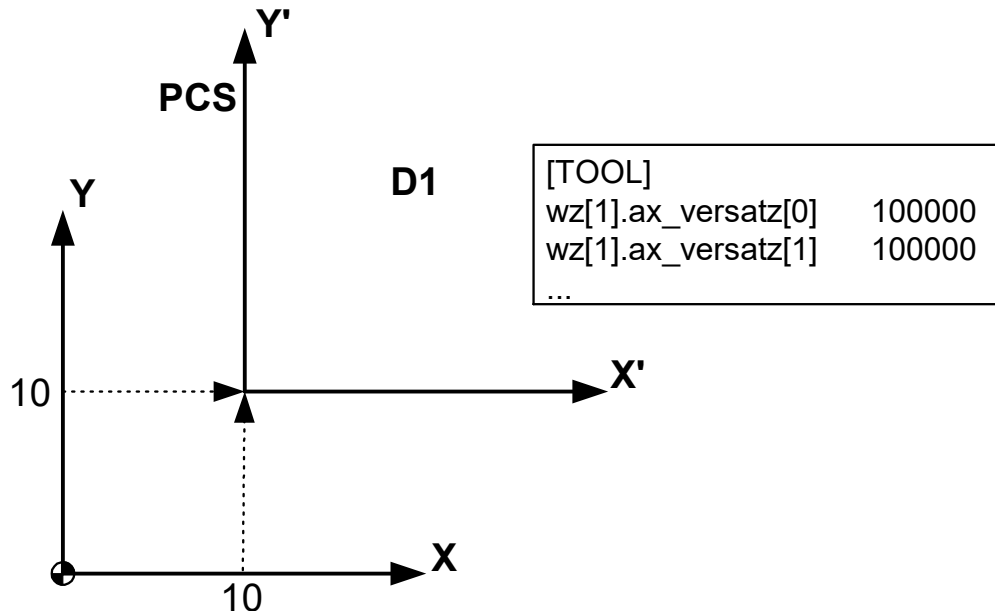 Y'
PCS
D1
Y
[TOOL]
wz[1].ax_versatz[0] 100000
wz[1].ax_versatz[1] 100000
...
10
X'
X
10